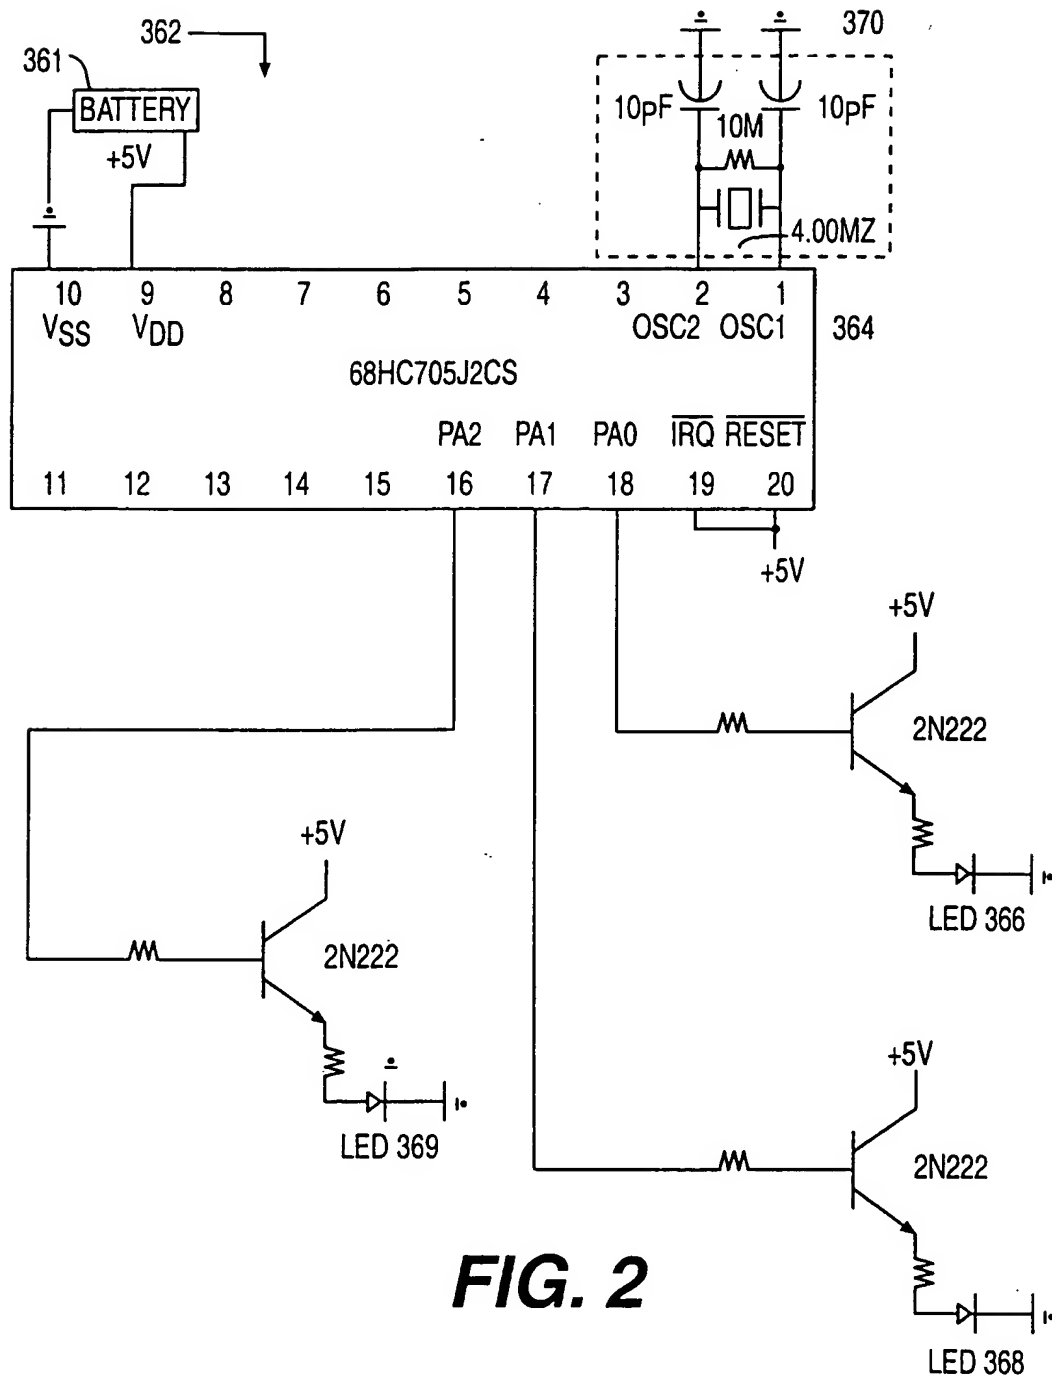 362
370
361
BATTERY
+5V
10pF
10pF
10M
4.00MZ
10 9 8 7 6 5 4 3 2 1
VSS VDD OSC2 OSC1
364
68HC705J2CS
PA2 PA1 PA0 IRQ RESET
11 12 13 14 15 16 17 18 19 20
+5V
+5V
2N222
LED 366
+5V
2N222
LED 369
+5V
2N222
LED 368
FIG. 2